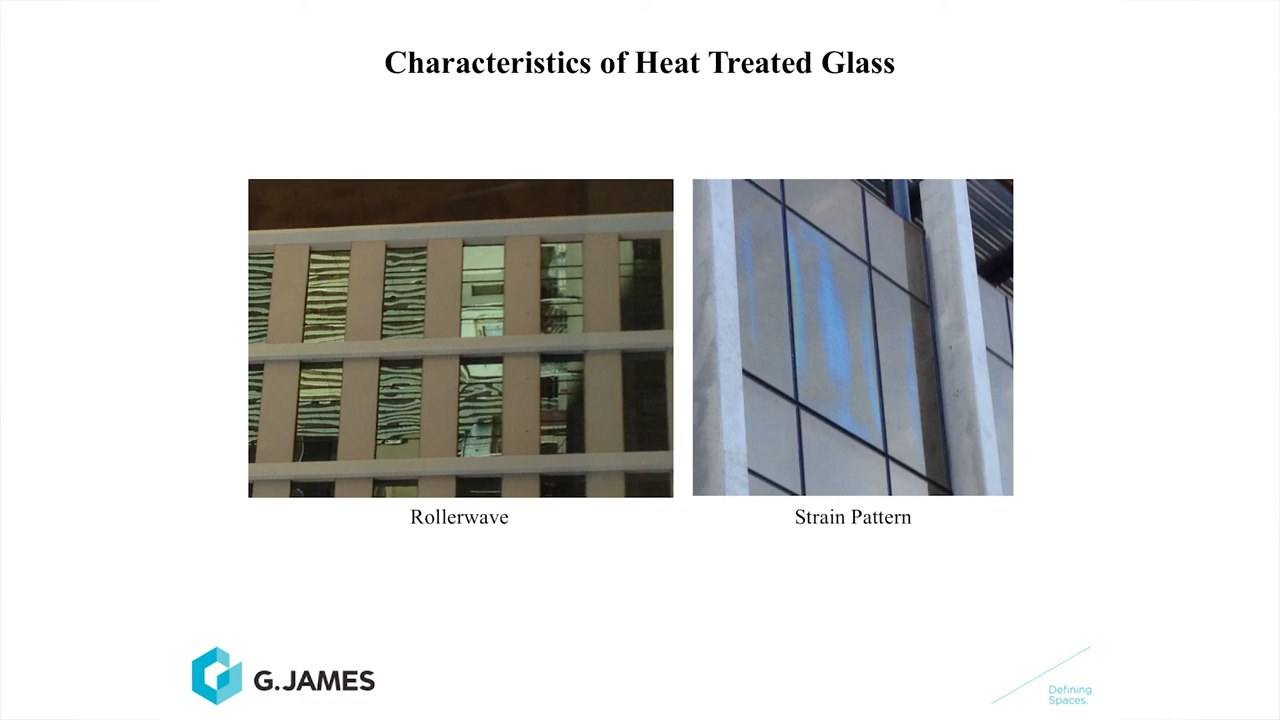 Characteristics of Heat Treated Glass
Rollerwave
Strain Pattern
G.JAMES
Defining
Spaces.